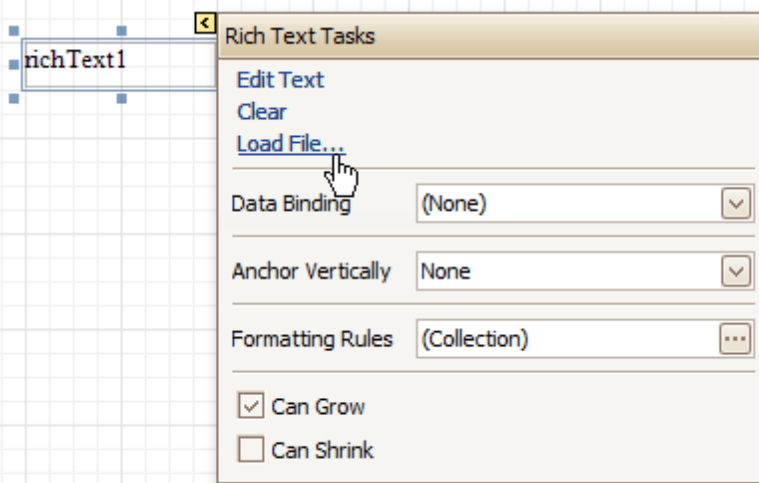 richText1
Rich Text Tasks
Edit Text
Clear
Load File...
Data Binding (None)
Anchor Vertically None
Formatting Rules (Collection)
Can Grow
Can Shrink